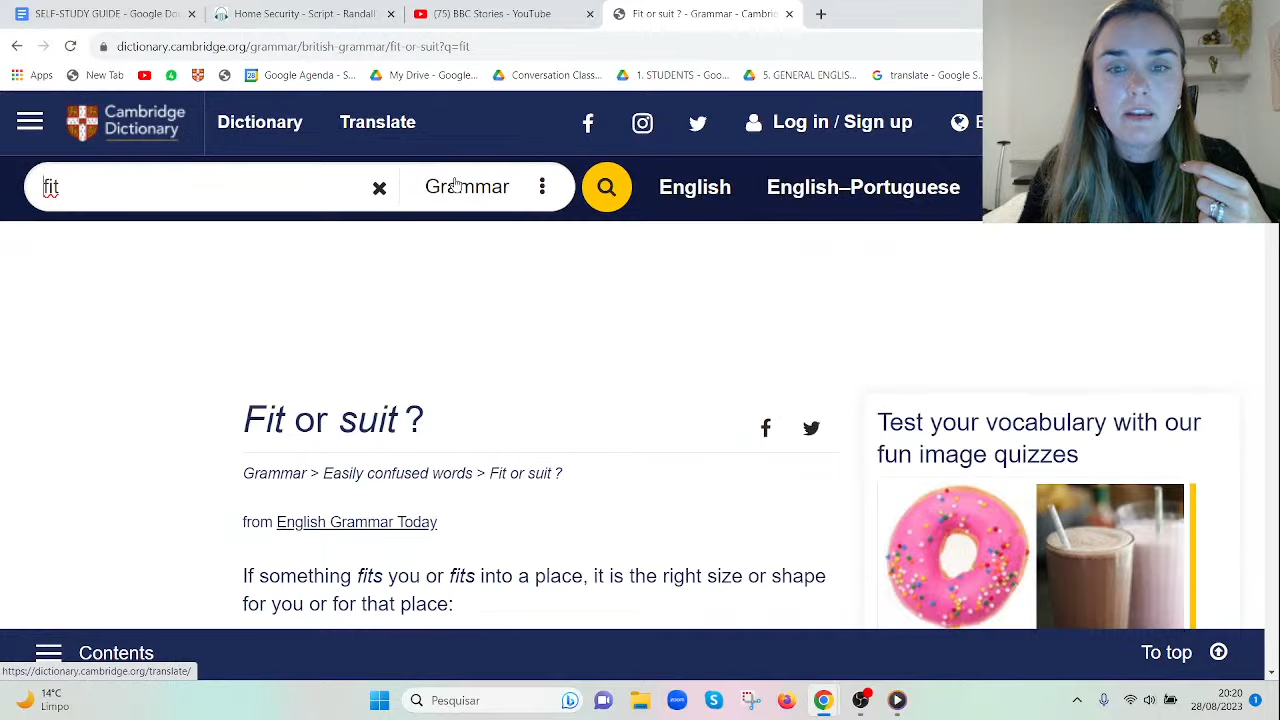 SELF-STUDY GUIDE - Google Do
Home Security - Script - Randal
(75) BBC Stories - YouTube
Fit or suit ? - Grammar - Cambri
dictionary.cambridge.org/grammar/british-grammar/fit-or-suit?q=fit
Apps
New Tab
28
Google Agenda - S...
My Drive - Google...
Conversation Class...
1. STUDENTS - Goo...
5. GENERAL ENGLIS...
translate - Google S...
Cambridge
Dictionary
Dictionary
Translate
Log in / Sign up
E
fit
Grammar
English
English–Portuguese
Fit or suit ?
Grammar > Easily confused words > Fit or suit ?
from English Grammar Today
If something fits you or fits into a place, it is the right size or shape
for you or for that place:
Test your vocabulary with our
fun image quizzes
Contents
To top
https://dictionary.cambridge.org/translate/
14°C
Limpo
Pesquisar
zoom
20:20
28/08/2023
1